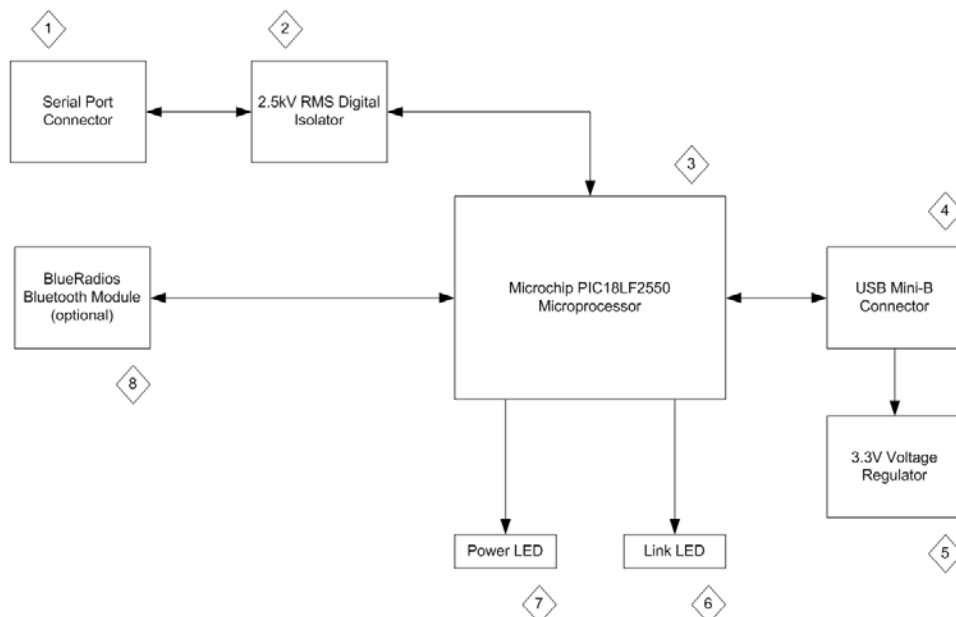 1
2
Serial Port
Connector
2.5kV RMS Digital
Isolator
3
4
BlueRadios
Bluetooth Module
(optional)
Microchip PIC18LF2550
Microprocessor
USB Mini-B
Connector
8
3.3V Voltage
Regulator
Power LED
Link LED
5
7
6